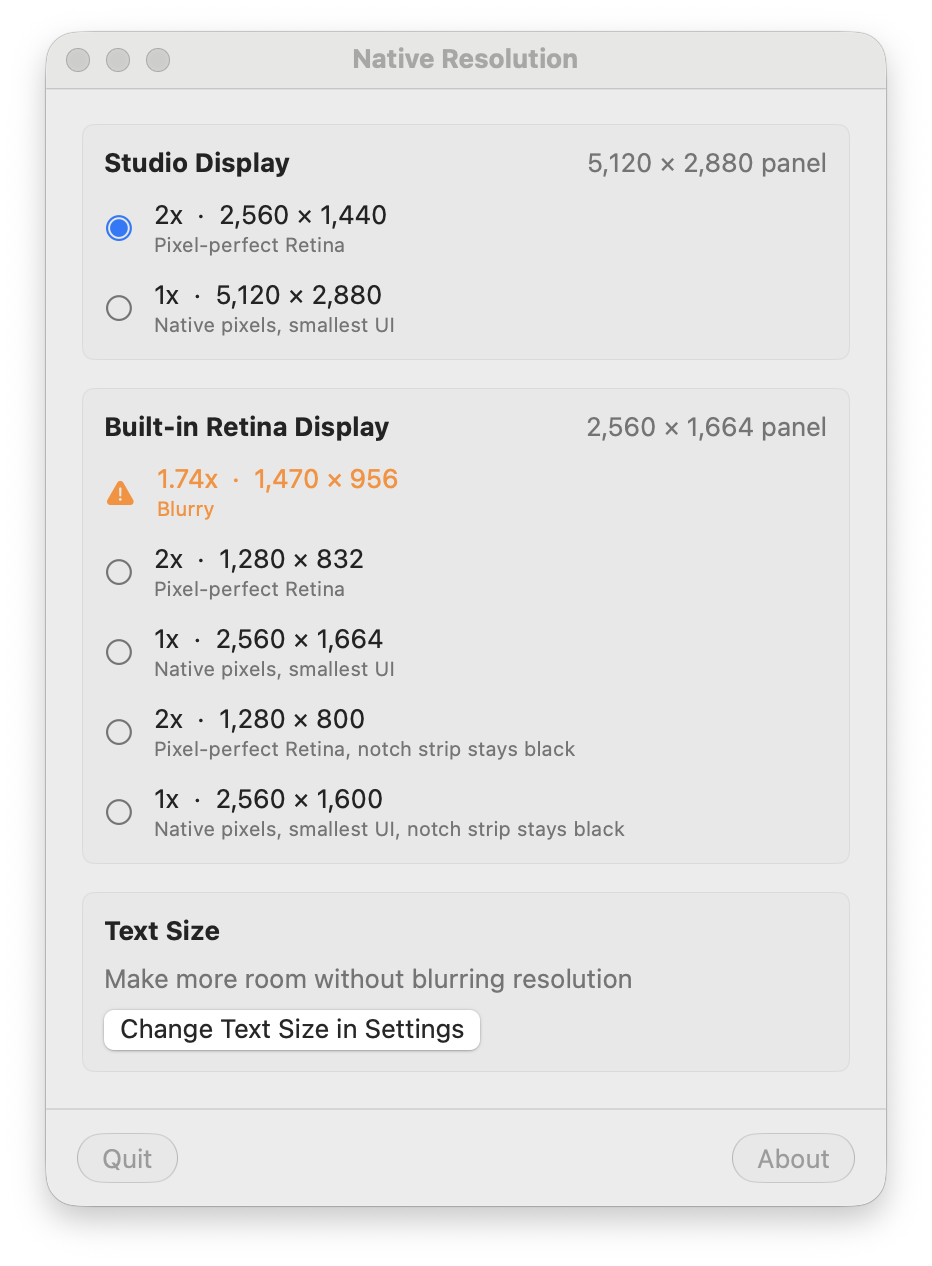 Native Resolution
Studio Display
5,120 × 2,880 panel
2x · 2,560 × 1,440
Pixel-perfect Retina
1x · 5,120 × 2,880
Native pixels, smallest UI
Built-in Retina Display
2,560 × 1,664 panel
1.74x · 1,470 × 956
Blurry
2x · 1,280 × 832
Pixel-perfect Retina
1x · 2,560 × 1,664
Native pixels, smallest UI
2x · 1,280 × 800
Pixel-perfect Retina, notch strip stays black
1x · 2,560 × 1,600
Native pixels, smallest UI, notch strip stays black
Text Size
Make more room without blurring resolution
Change Text Size in Settings
Quit
About